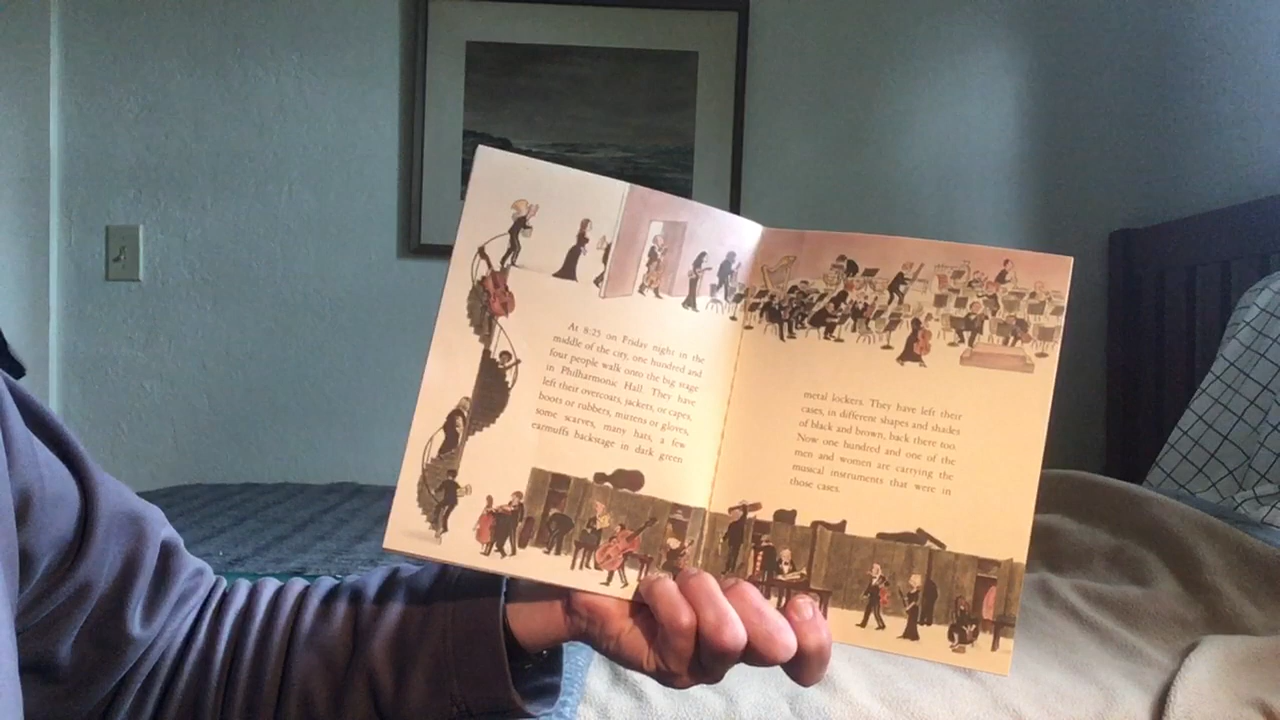 At 8:25 on Friday night in the
middle of the city, one hundred and
four people walk onto the big stage
in Philharmonic Hall. They have
left their overcoats, jackets, or capes,
boots or rubbers, mittens or gloves,
some scarves, many hats, a few
earmuffs backstage in dark green
metal lockers. They have left their
cases, in different shapes and shades
of black and brown, back there too.
Now one hundred and one of the
men and women are carrying the
musical instruments that were in
those cases.